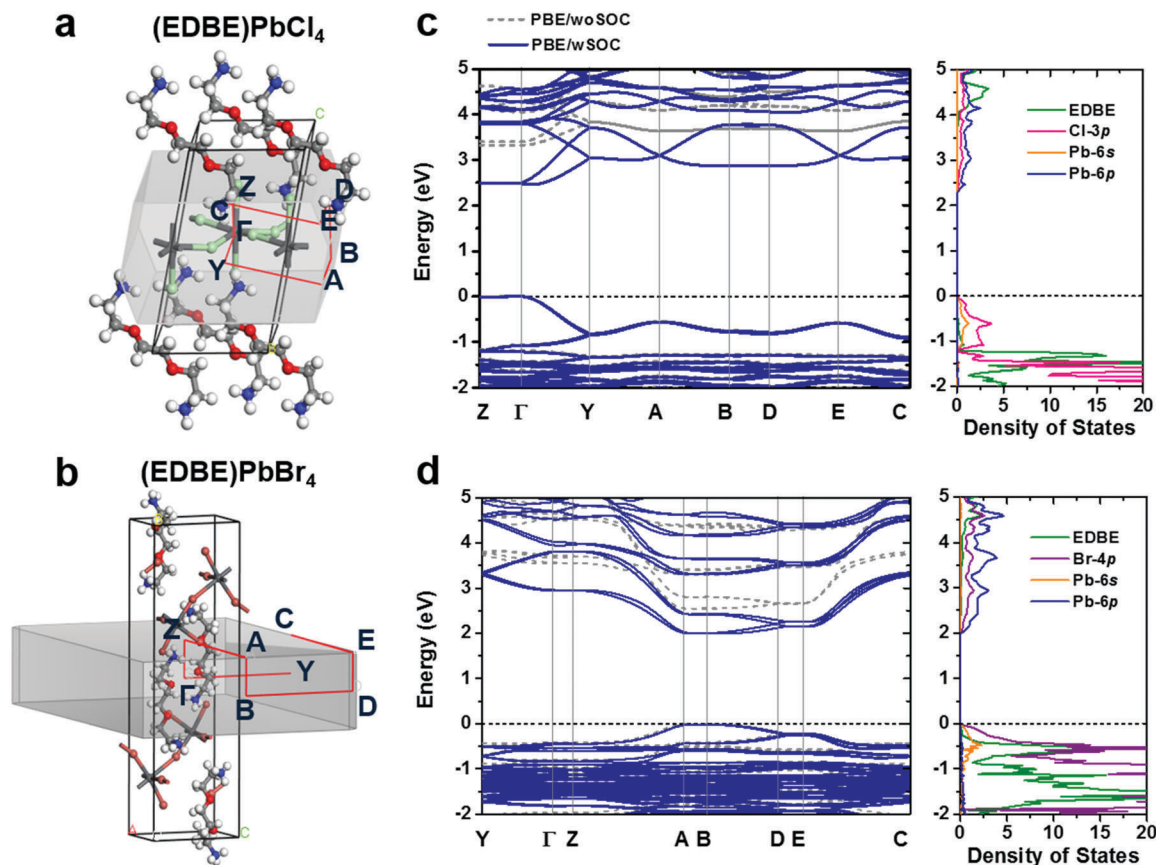 a
(EDBE)PbCl4
C
Z
D
C
E
Γ
B
Y
A
c
PBE/woSOC
PBE/wSOC
Energy (eV)
5
4
3
2
1
0
-1
-2
Z Γ Y A B D E C
5
4
3
2
1
0
-1
-2
EDBE
Cl-3p
Pb-6s
Pb-6p
0 5 10 15 20
Density of States
b
(EDBE)PbBr4
C
Z
A
E
Y
Γ
B
D
A
C
d
Energy (eV)
5
4
3
2
1
0
-1
-2
Y Γ Z A B D E C
5
4
3
2
1
0
-1
-2
EDBE
Br-4p
Pb-6s
Pb-6p
0 5 10 15 20
Density of States